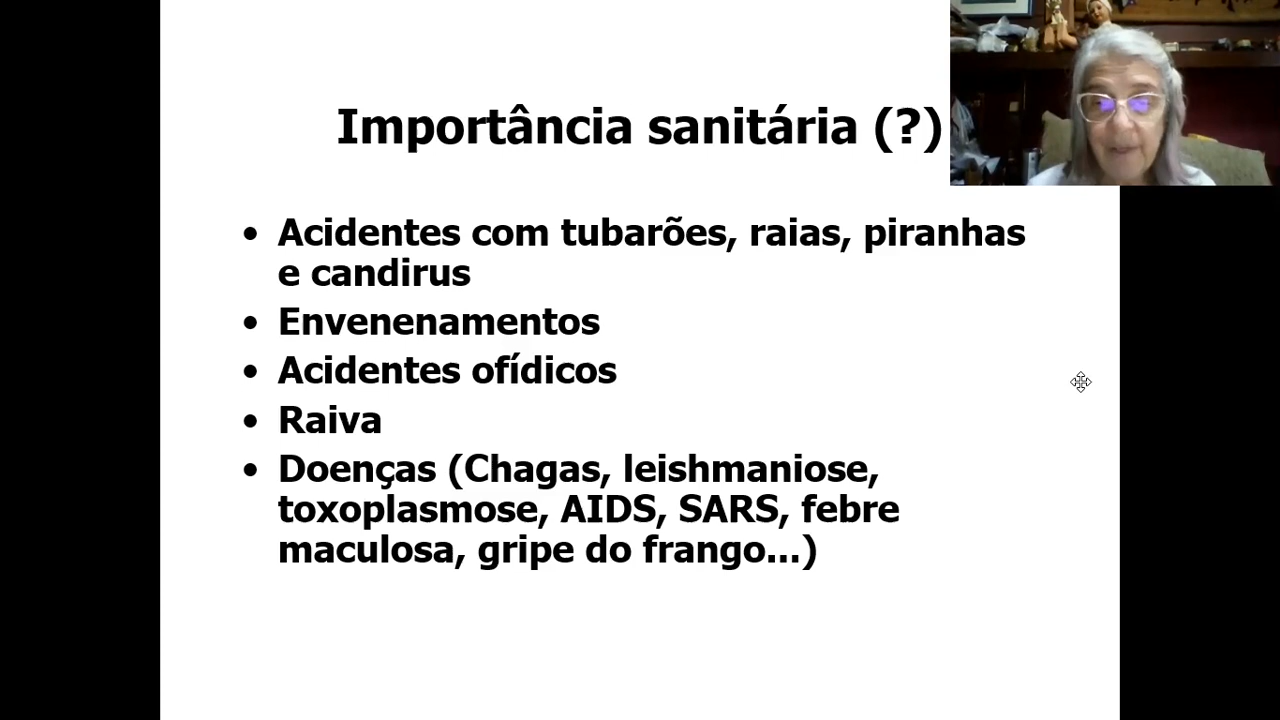 Importância sanitária (?)
• Acidentes com tubarões, raias, piranhas
e candirus
• Envenenamentos
• Acidentes ofídicos
• Raiva
• Doenças (Chagas, leishmaniose,
toxoplasmose, AIDS, SARS, febre
maculosa, gripe do frango...)